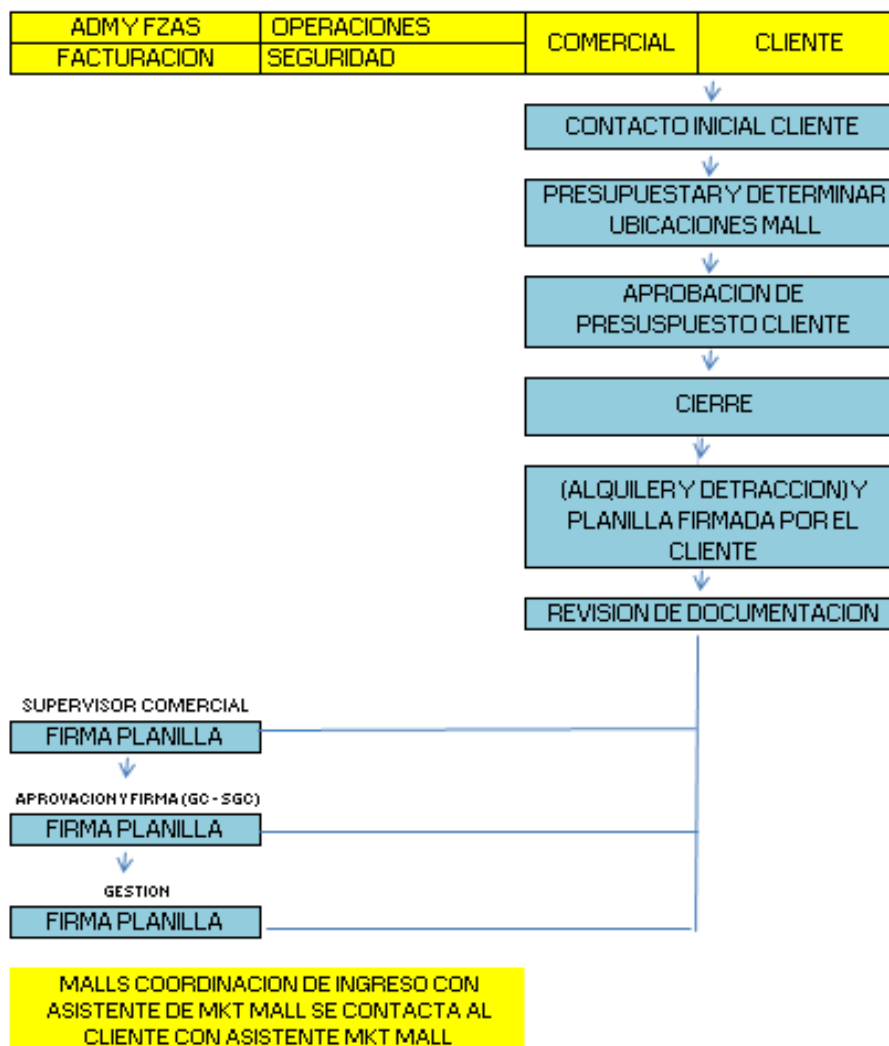 ADM Y FZAS
OPERACIONES
COMERCIAL
CLIENTE
FACTURACION
SEGURIDAD
CONTACTO INICIAL CLIENTE
PRESUPUESTAR Y DETERMINAR
UBICACIONES MALL
APROBACION DE
PRESUSPUESTO CLIENTE
CIERRE
(ALQUILER Y DETRACCION) Y
PLANILLA FIRMADA POR EL
CLIENTE
REVISION DE DOCUMENTACION
SUPERVISOR COMERCIAL
FIRMA PLANILLA
APROVACION Y FIRMA (GC - SGC)
FIRMA PLANILLA
GESTION
FIRMA PLANILLA
MALLS COORDINACION DE INGRESO CON
ASISTENTE DE MKT MALL SE CONTACTA AL
CLIENTE CON ASISTENTE MKT MALL